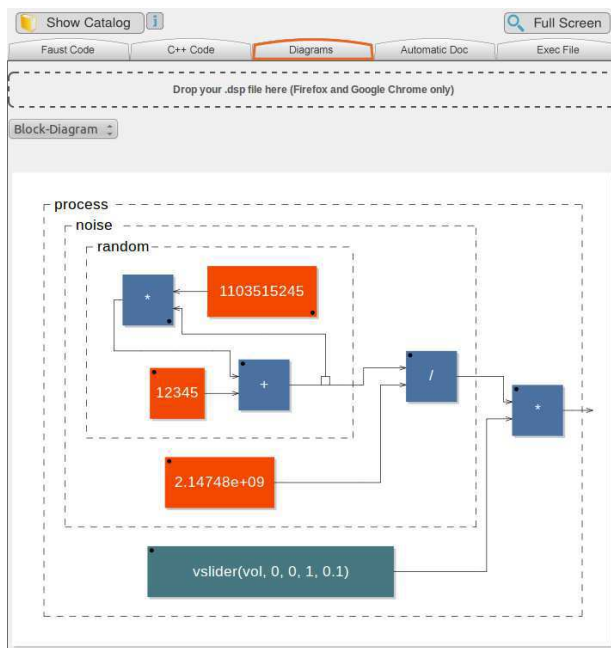 Show Catalog i Full Screen
Faust Code C++ Code Diagrams Automatic Doc Exec File
Drop your .dsp file here (Firefox and Google Chrome only)
Block-Diagram
process
noise
random
* 1103515245
12345 + / *
2.14748e+09
vslider(vol, 0, 0, 1, 0.1)